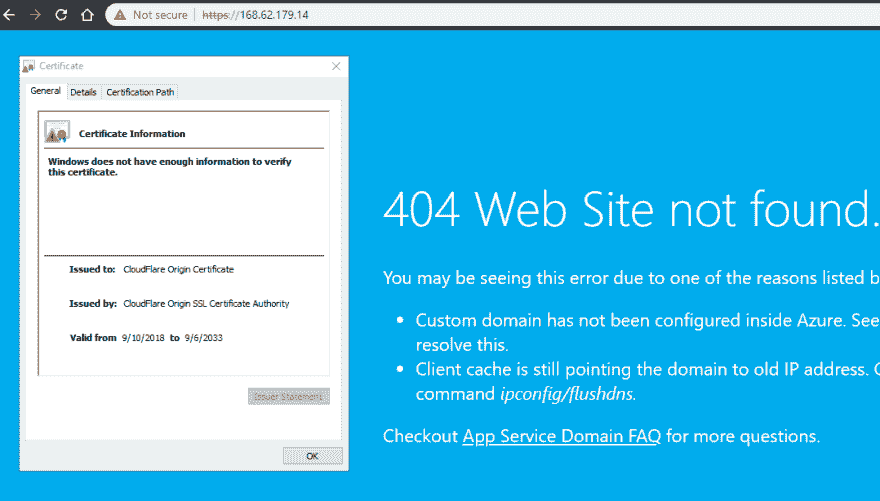 Not secure | https://168.62.179.14
Certificate
General Details Certification Path
Certificate Information
Windows does not have enough information to verify
this certificate.
Issued to: CloudFlare Origin Certificate
Issued by: CloudFlare Origin SSL Certificate Authority
Valid from 9/10/2018 to 9/6/2033
Issuer Statement
OK
404 Web Site not found.
You may be seeing this error due to one of the reasons listed b
• Custom domain has not been configured inside Azure. See
resolve this.
• Client cache is still pointing the domain to old IP address. C
command ipconfig/flushdns.
Checkout App Service Domain FAQ for more questions.